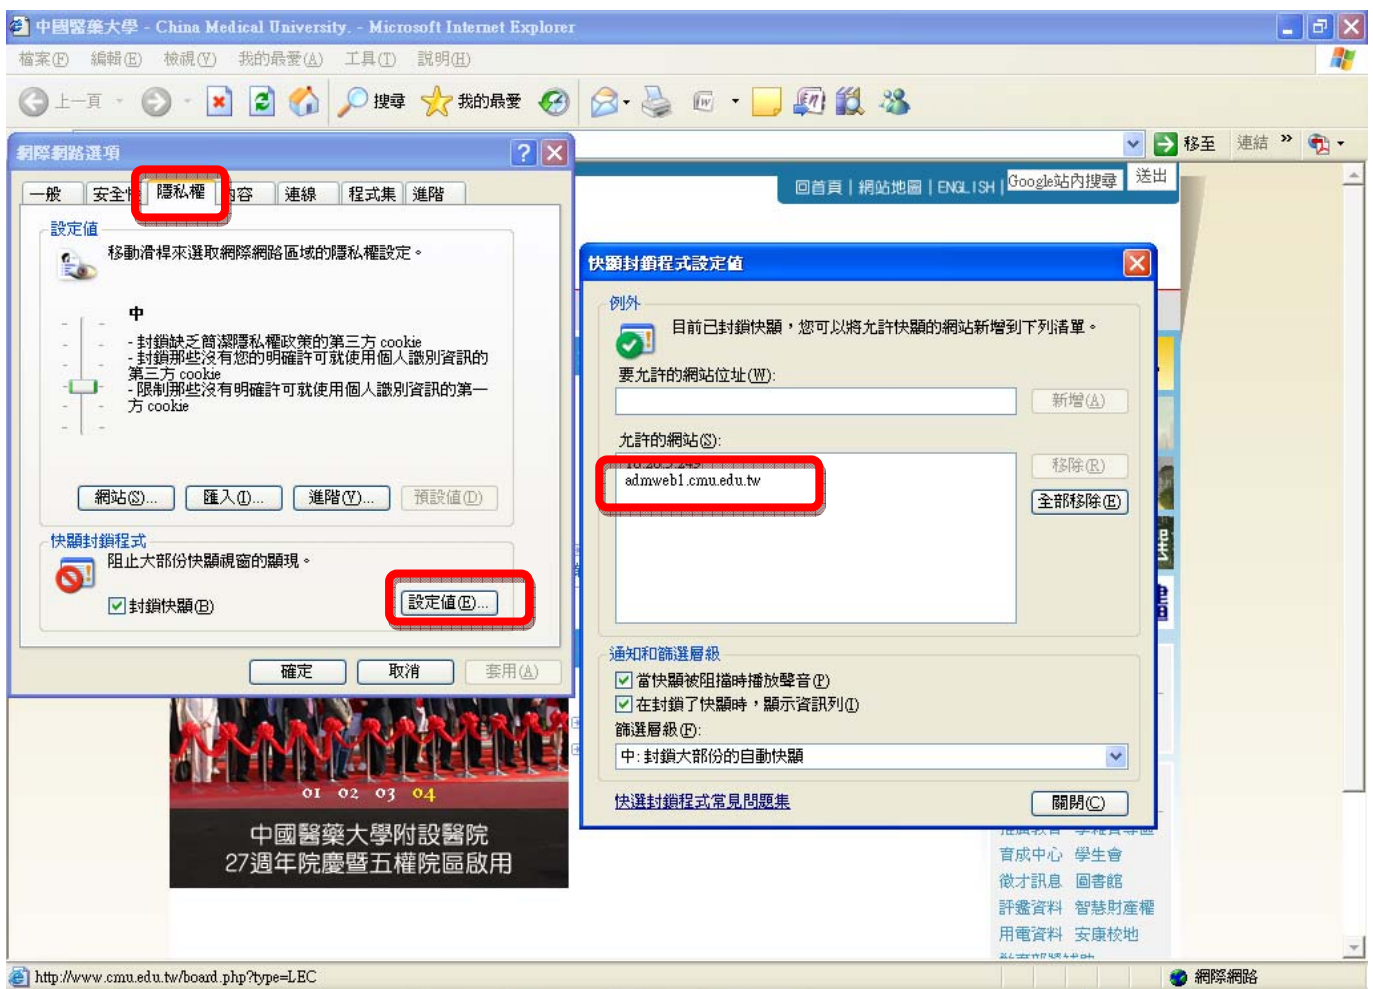 中國醫藥大學 - China Medical University. - Microsoft Internet Explorer
檔案(F) 編輯(E) 檢視(V) 我的最愛(A) 工具(T) 說明(H)
上一頁 搜尋 我的最愛
移至 連結 »
網際網路選項
一般 安全性 隱私權 內容 連線 程式集 進階
設定值
移動滑桿來選取網際網路區域的隱私權設定。
中
- 封鎖缺乏簡潔隱私權政策的第三方 cookie
- 封鎖那些沒有您的明確許可就使用個人識別資訊的
第三方 cookie
- 限制那些沒有明確許可就使用個人識別資訊的第一
方 cookie
網站(S)... 匯入(I)... 進階(V)... 預設值(D)
快顯封鎖程式
阻止大部份快顯視窗的顯現。
封鎖快顯(B)
設定值(E)...
確定 取消 套用(A)
回首頁 | 網站地圖 | ENGLISH | Google站內搜尋 送出
快顯封鎖程式設定值
例外
目前已封鎖快顯，您可以將允許快顯的網站新增到下列清單。
要允許的網站位址(W):
新增(A)
允許的網站(S):
admweb1.cmu.edu.tw
移除(R)
全部移除(E)
通知和篩選層級
當快顯被阻擋時播放聲音(P)
在封鎖了快顯時，顯示資訊列(I)
篩選層級(F):
中: 封鎖大部份的自動快顯
快選封鎖程式常見問題集
關閉(C)
01 02 03 04
中國醫藥大學附設醫院
27週年院慶暨五權院區啟用
育成中心 學生會
徵才訊息 圖書館
評鑑資料 智慧財產權
用電資料 安康校地
http://www.cmu.edu.tw/board.php?type=LEC
網際網路